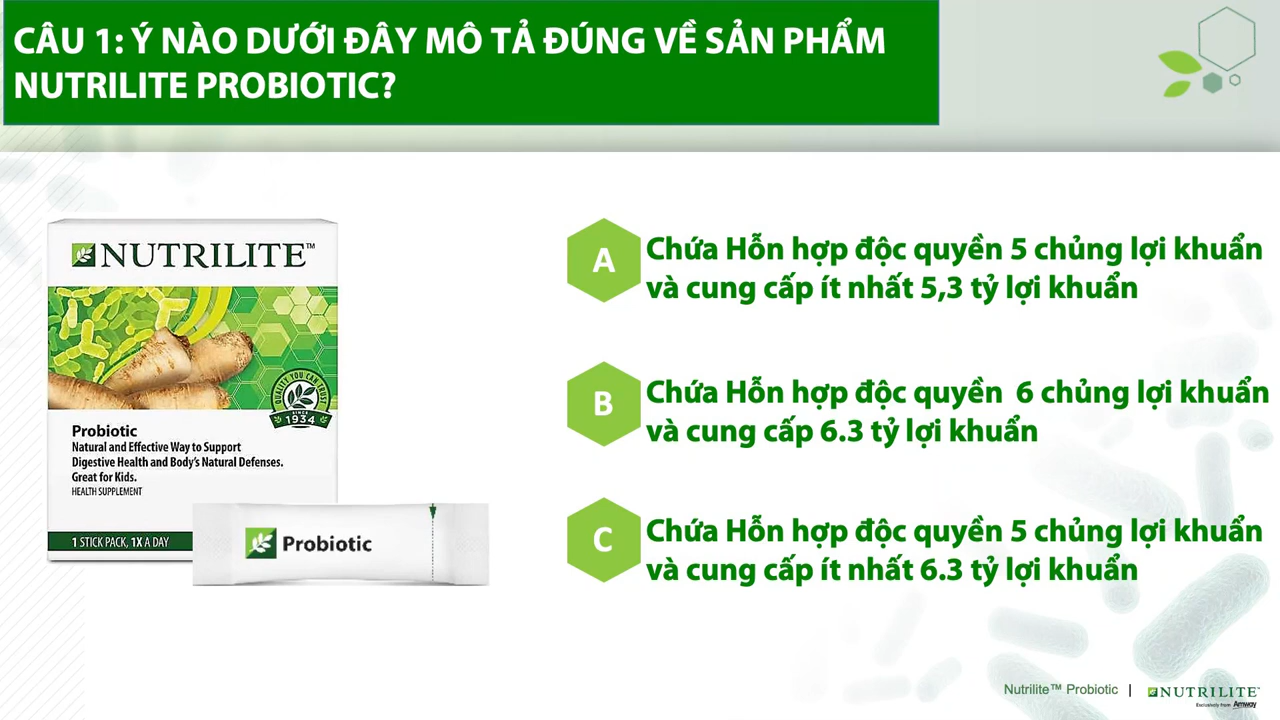 CÂU 1: Ý NÀO DƯỚI ĐÂY MÔ TẢ ĐÚNG VỀ SẢN PHẨM
NUTRILITE PROBIOTIC?
NUTRILITE™
QUALITY YOU CAN TRUST
SINCE
1934
Probiotic
Natural and Effective Way to Support
Digestive Health and Body's Natural Defenses.
Great for Kids.
HEALTH SUPPLEMENT
1 STICK PACK, 1X A DAY
Probiotic
A
Chứa Hỗn hợp độc quyền 5 chủng lợi khuẩn
và cung cấp ít nhất 5,3 tỷ lợi khuẩn
B
Chứa Hỗn hợp độc quyền 6 chủng lợi khuẩn
và cung cấp 6.3 tỷ lợi khuẩn
C
Chứa Hỗn hợp độc quyền 5 chủng lợi khuẩn
và cung cấp ít nhất 6.3 tỷ lợi khuẩn
Nutrilite™ Probiotic | NUTRILITE™
Exclusively from Amway